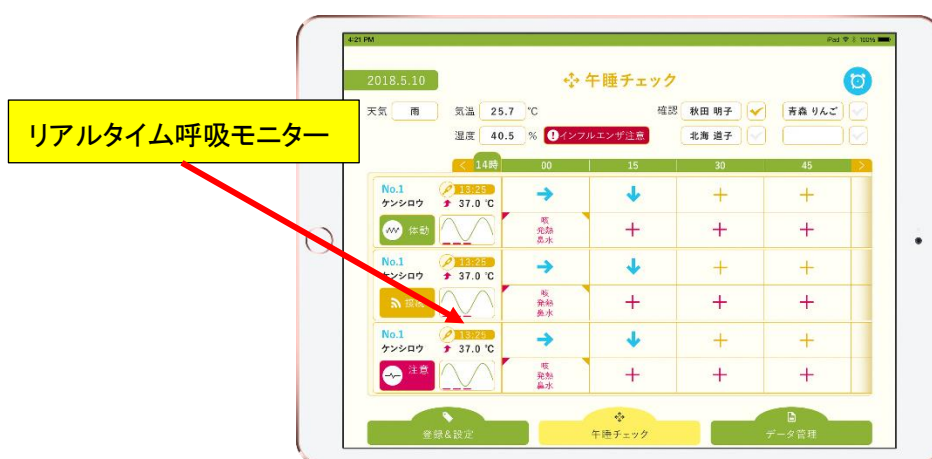 4:21 PM
iPad 100%
2018.5.10
午睡チェック
天気 雨 気温 25.7 ℃ 確認 秋田 明子 青森 りんご
湿度 40.5 % !インフルエンザ注意 北海 道子
リアルタイム呼吸モニター
< 14時 00 15 30 45 >
No.1 13:25
ケンシロウ 37.0 ℃
体動
咳
発熱
鼻水
No.1 13:25
ケンシロウ 37.0 ℃
咳
発熱
鼻水
No.1 13:25
ケンシロウ 37.0 ℃
注意
咳
発熱
鼻水
登録&設定 午睡チェック データ管理